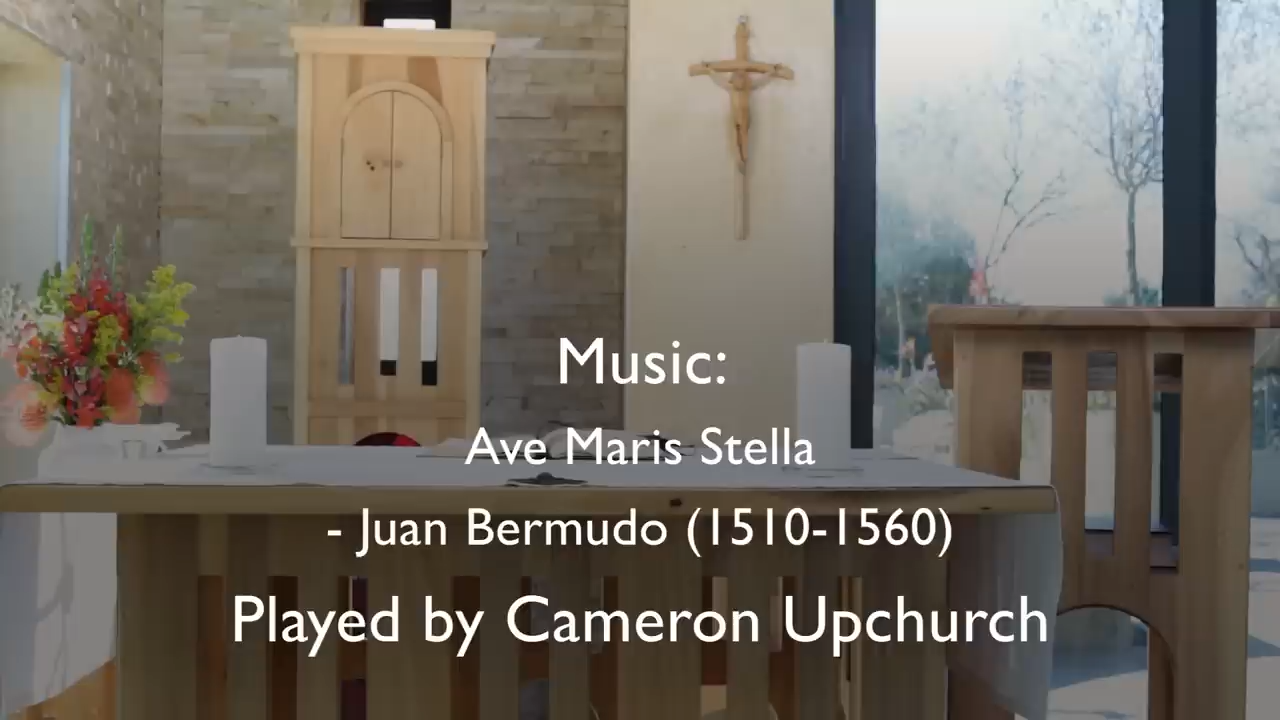 Music:
Ave Maris Stella
- Juan Bermudo (1510-1560)
Played by Cameron Upchurch